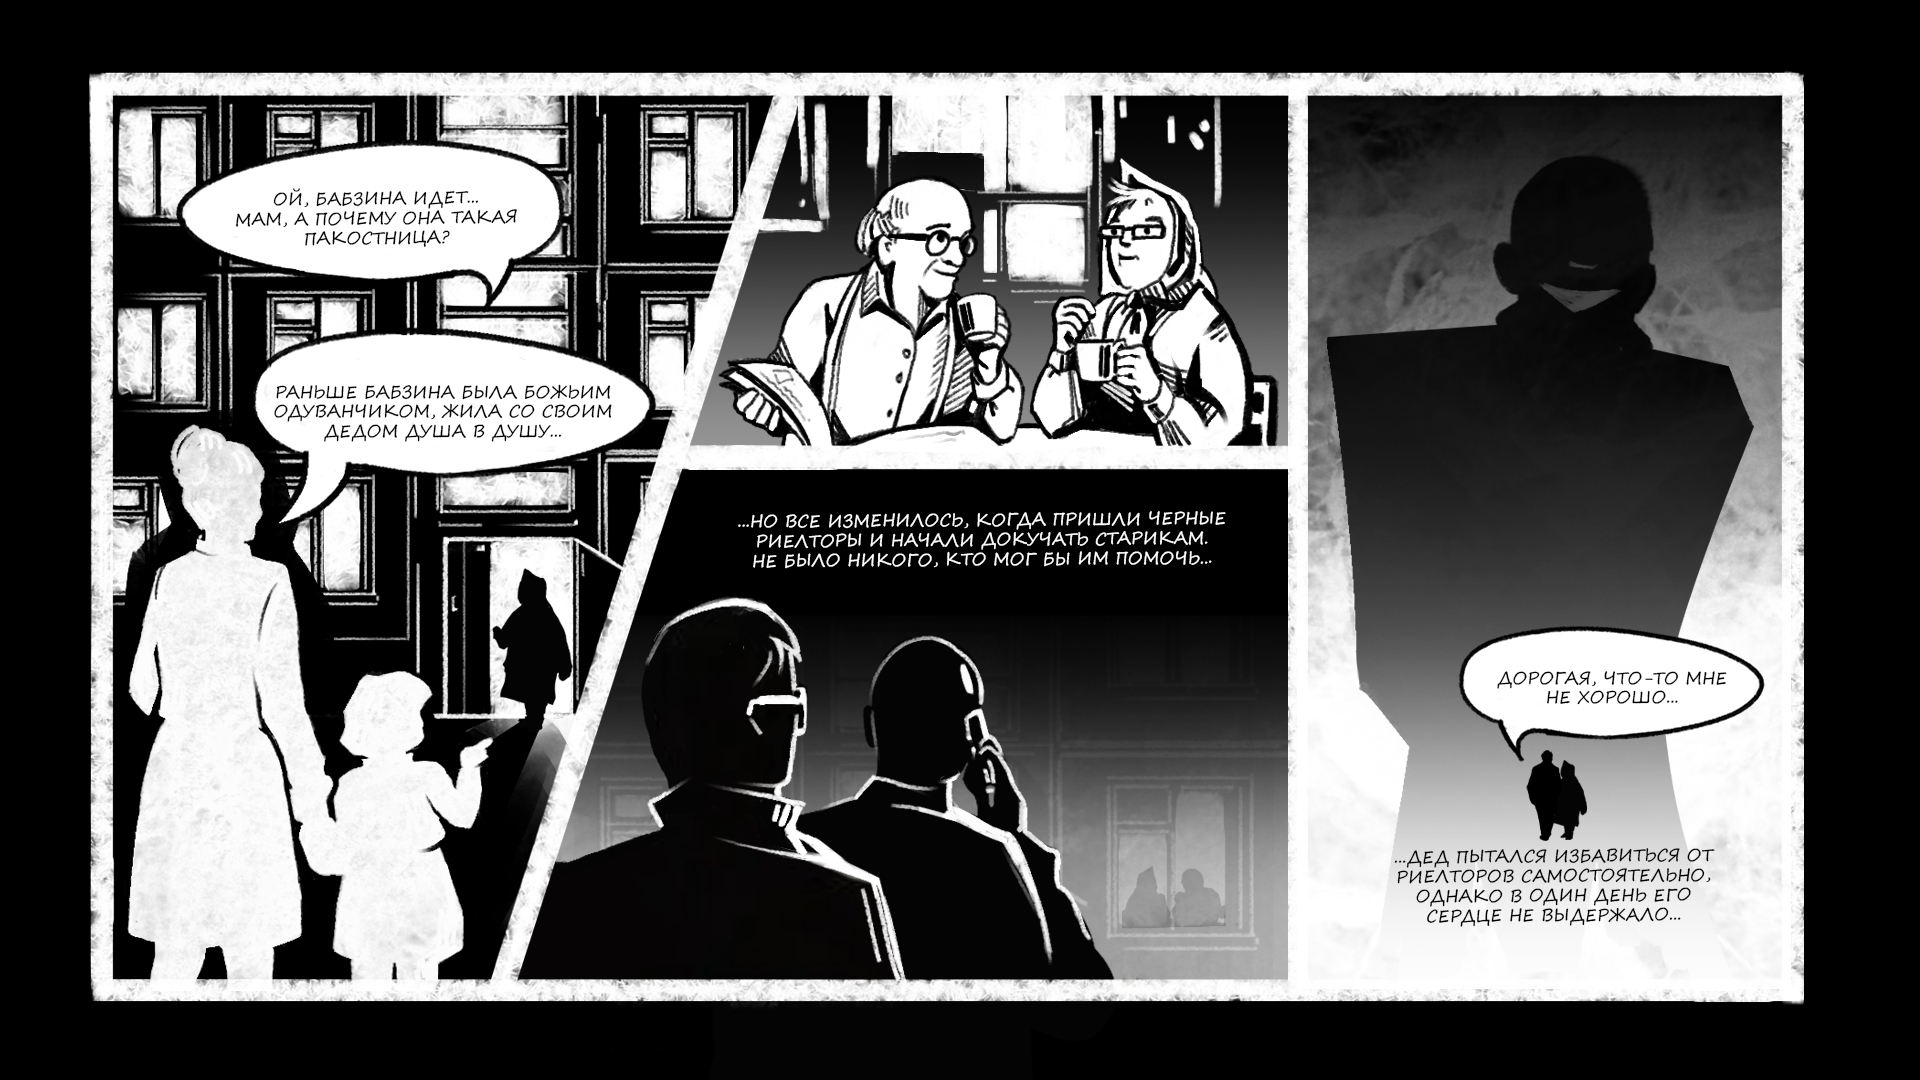 ОЙ, БАБЗИНА ИДЕТ...
МАМ, А ПОЧЕМУ ОНА ТАКАЯ
ПАКОСТНИЦА?
РАНЬШЕ БАБЗИНА БЫЛА БОЖЬИМ
ОДУВАНЧИКОМ, ЖИЛА СО СВОИМ
ДЕДОМ ДУША В ДУШУ...
...НО ВСЕ ИЗМЕНИЛОСЬ, КОГДА ПРИШЛИ ЧЕРНЫЕ
РИЕЛТОРЫ И НАЧАЛИ ДОКУЧАТЬ СТАРИКАМ.
НЕ БЫЛО НИКОГО, КТО МОГ БЫ ИМ ПОМОЧЬ...
ДОРОГАЯ, ЧТО-ТО МНЕ
НЕ ХОРОШО...
...ДЕД ПЫТАЛСЯ ИЗБАВИТЬСЯ ОТ
РИЕЛТОРОВ САМОСТОЯТЕЛЬНО,
ОДНАКО В ОДИН ДЕНЬ ЕГО
СЕРДЦЕ НЕ ВЫДЕРЖАЛО...